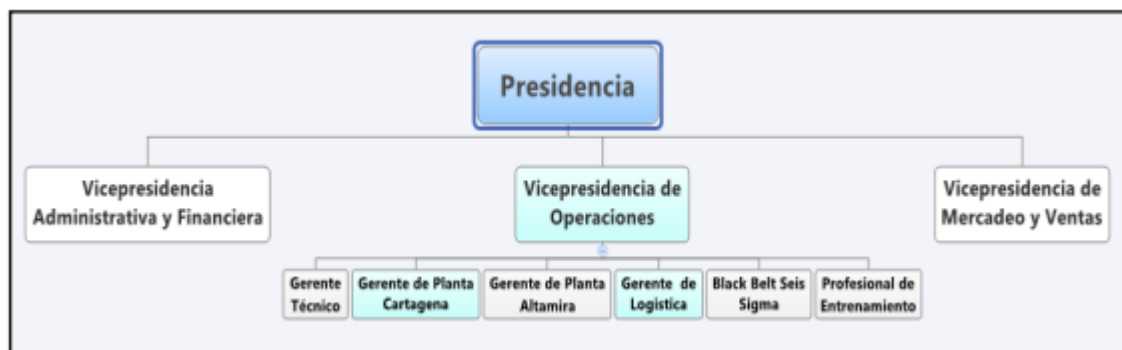 Presidencia
Vicepresidencia
Administrativa y Financiera
Vicepresidencia de
Operaciones
Vicepresidencia de
Mercadeo y Ventas
Gerente
Técnico
Gerente de Planta
Cartagena
Gerente de Planta
Altamira
Gerente de
Logistica
Black Belt Seis
Sigma
Profesional de
Entrenamiento